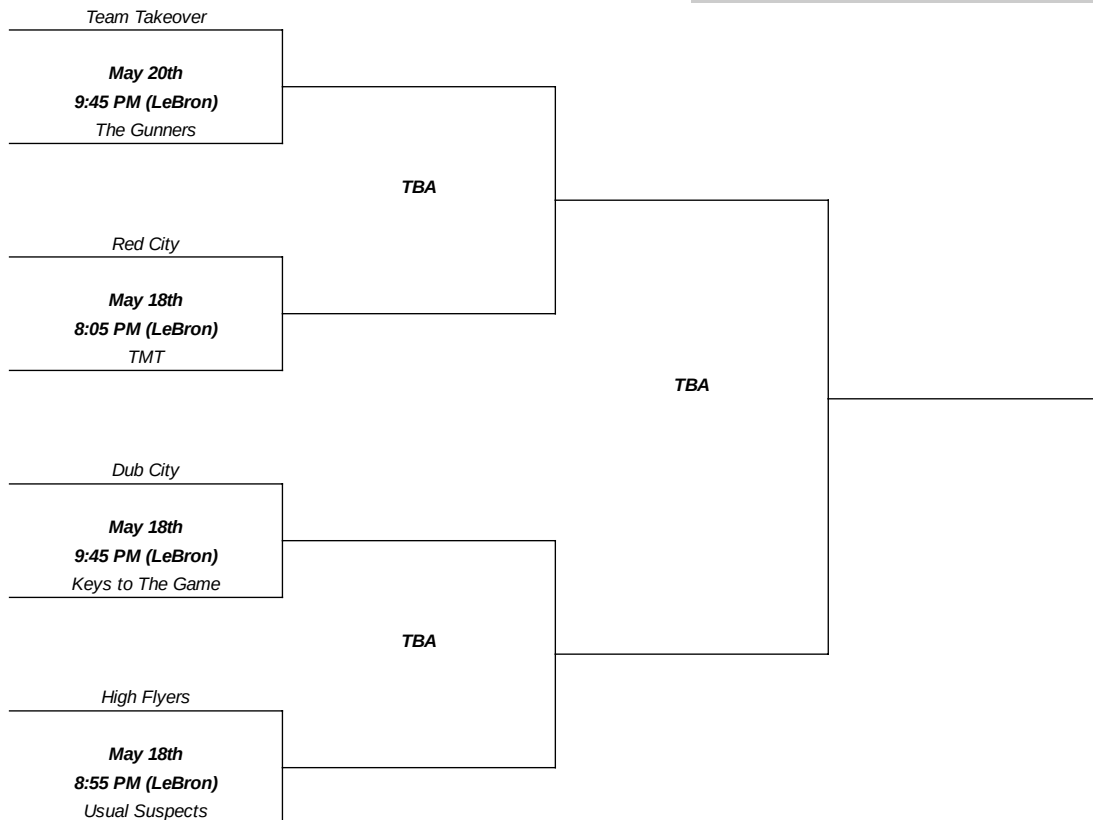 Team Takeover
May 20th
9:45 PM (LeBron)
The Gunners
TBA
Red City
May 18th
8:05 PM (LeBron)
TMT
TBA
Dub City
May 18th
9:45 PM (LeBron)
Keys to The Game
TBA
High Flyers
May 18th
8:55 PM (LeBron)
Usual Suspects